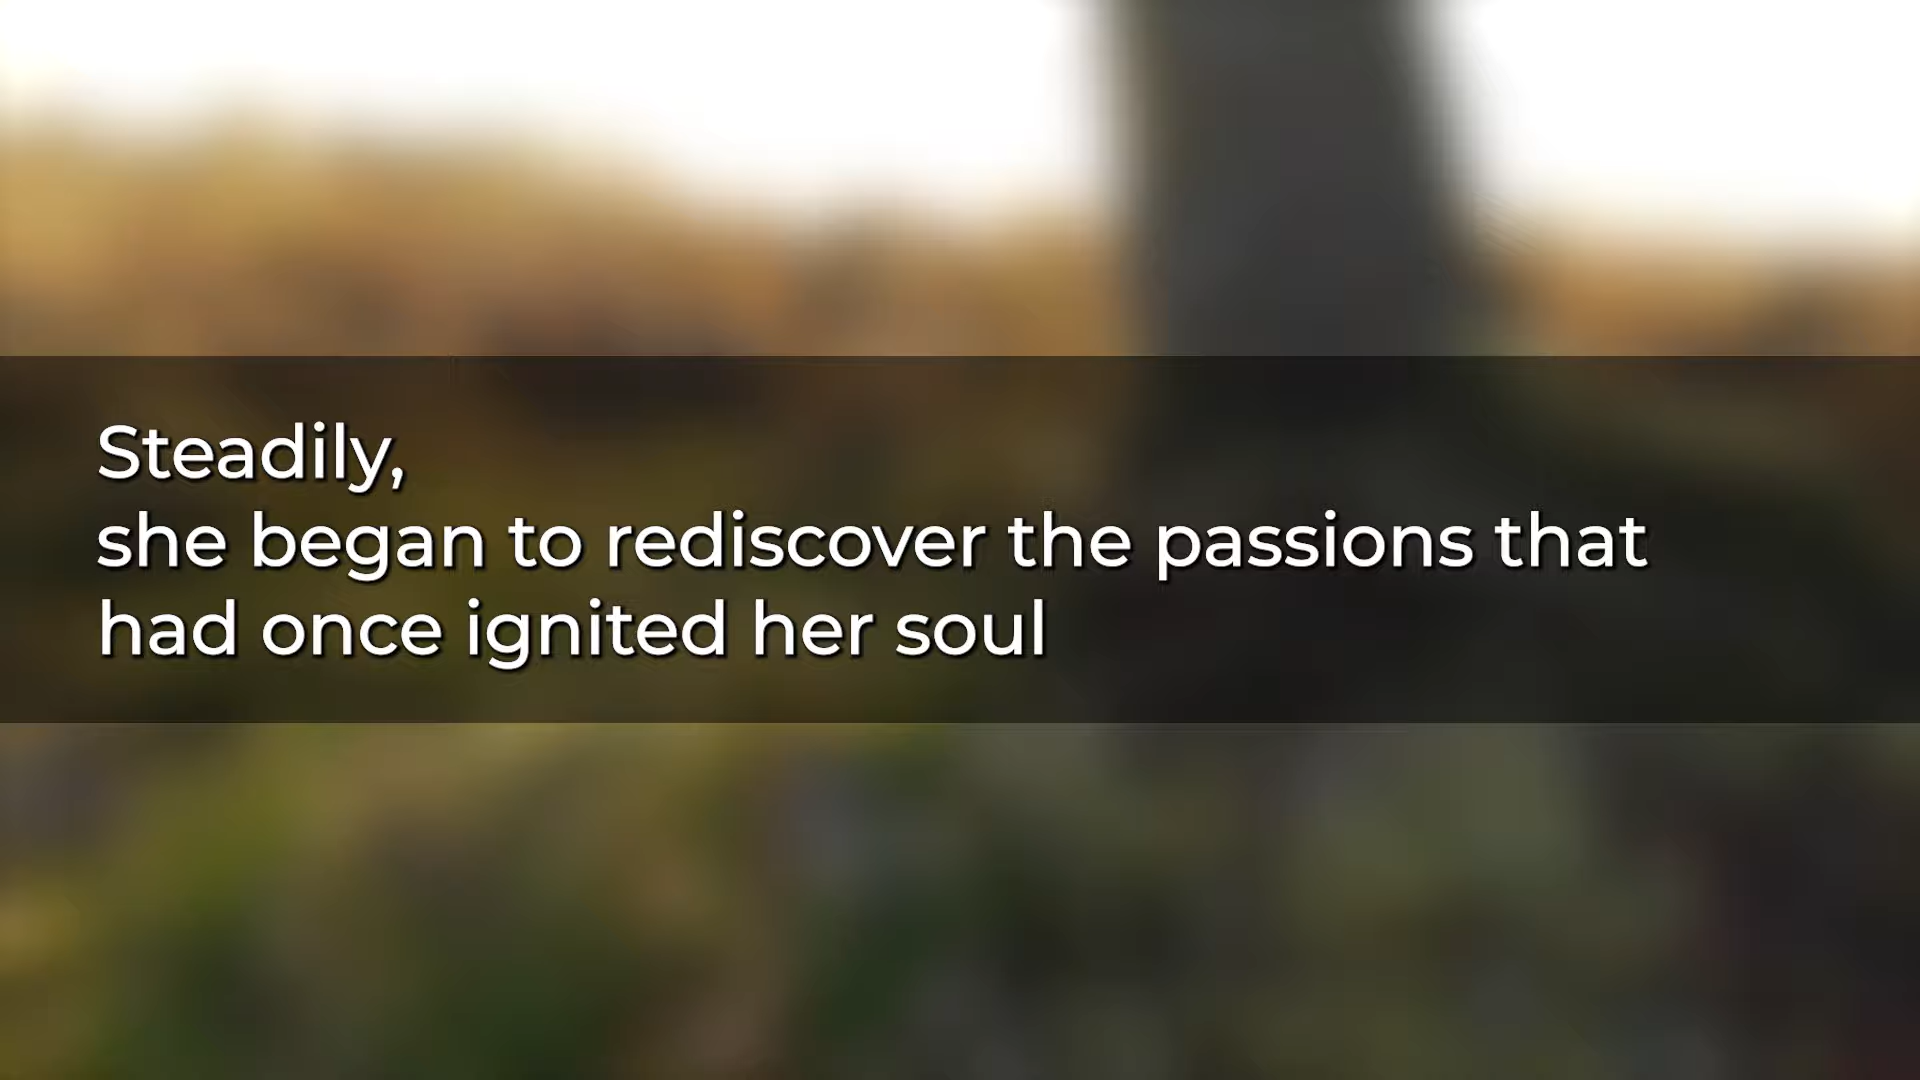 Steadily,
she began to rediscover the passions that
had once ignited her soul